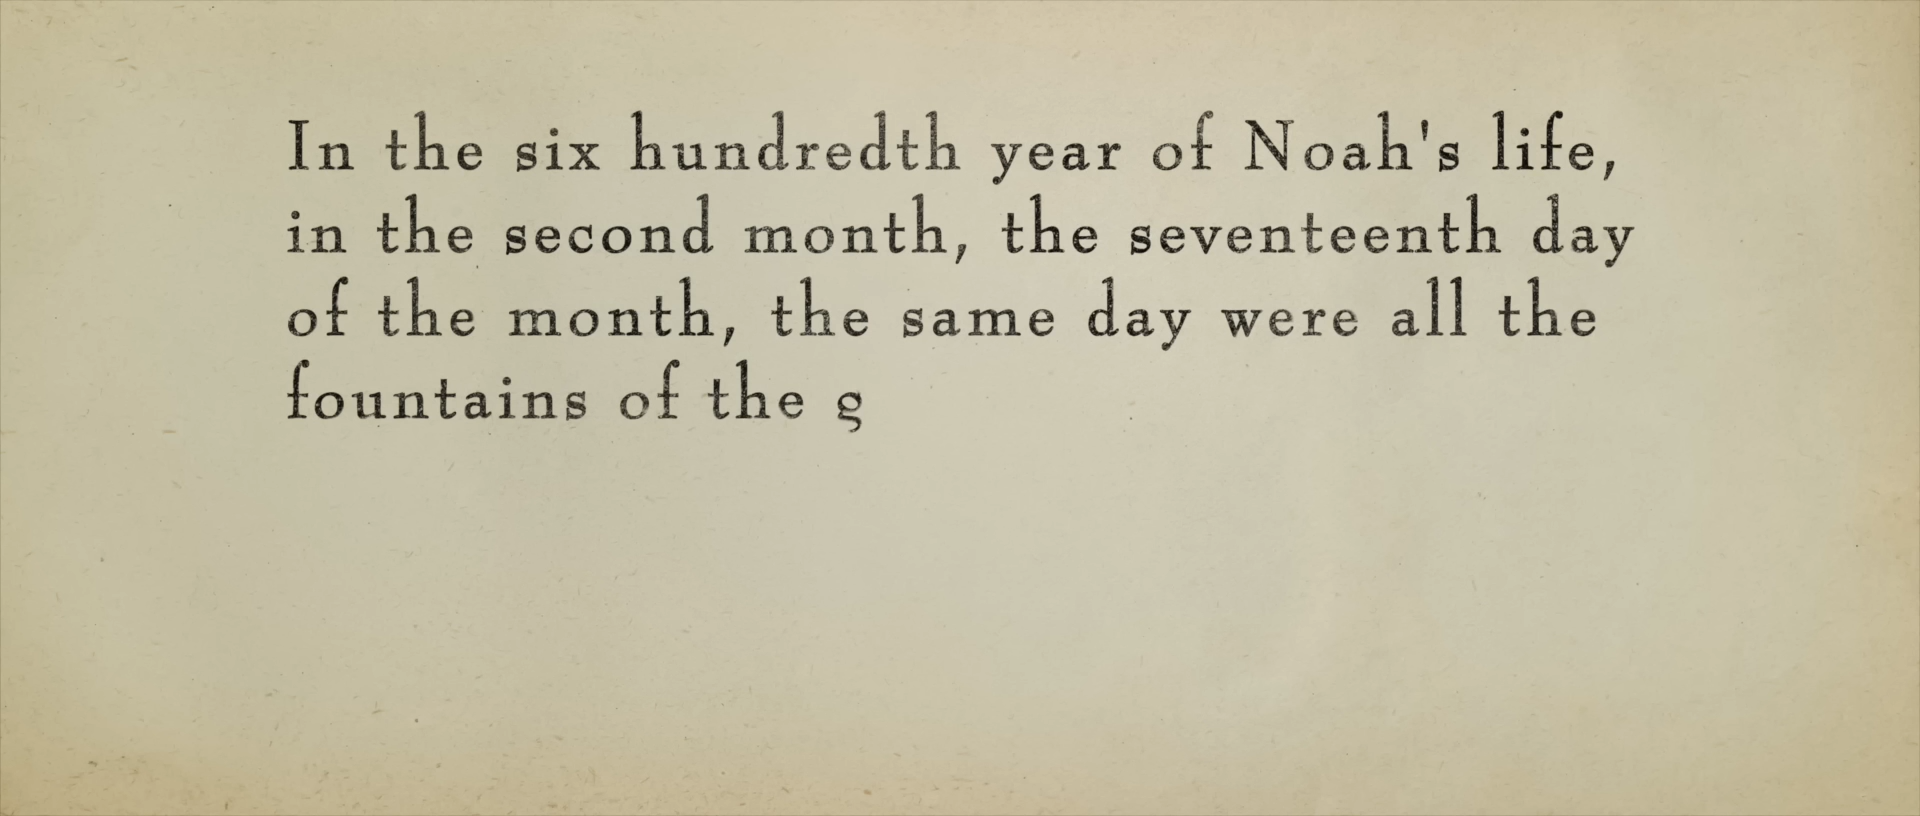 In the six hundredth year of Noah's life,
in the second month, the seventeenth day
of the month, the same day were all the
fountains of the g